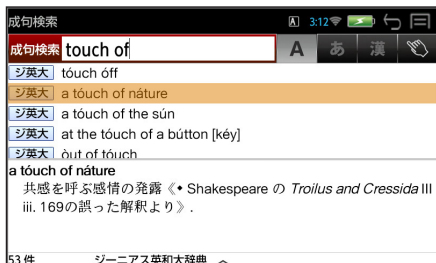 成句検索 A 3:12
成句検索 touch of A あ 漢
ジ英大 tóuch óff
ジ英大 a tóuch of náture
ジ英大 a tóuch of the sún
ジ英大 at the tóuch of a bútton [kéy]
ジ英大 òut of tóuch
a tóuch of náture
共感を呼ぶ感情の発露《◆ Shakespeare の Troilus and Cressida III
iii. 169の誤った解釈より》.
53 件 ジーニアス英和大辞典